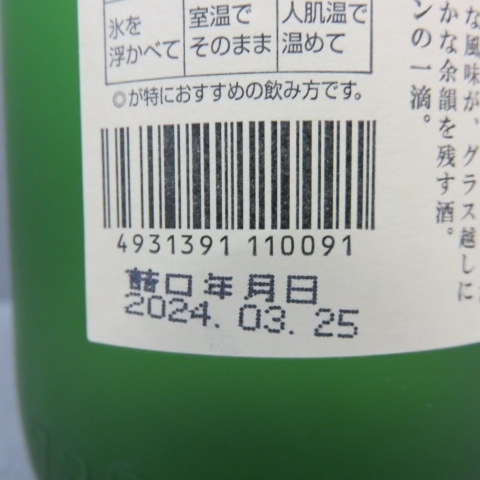 氷を
浮かべて
室温で
そのまま
人肌温で
温めて
◎が特におすすめの飲み方です。
な風味が、グラス越しに
かな余韻を残す酒。
ンの一滴。
4931391 110091
詰口年月日
2024. 03. 25